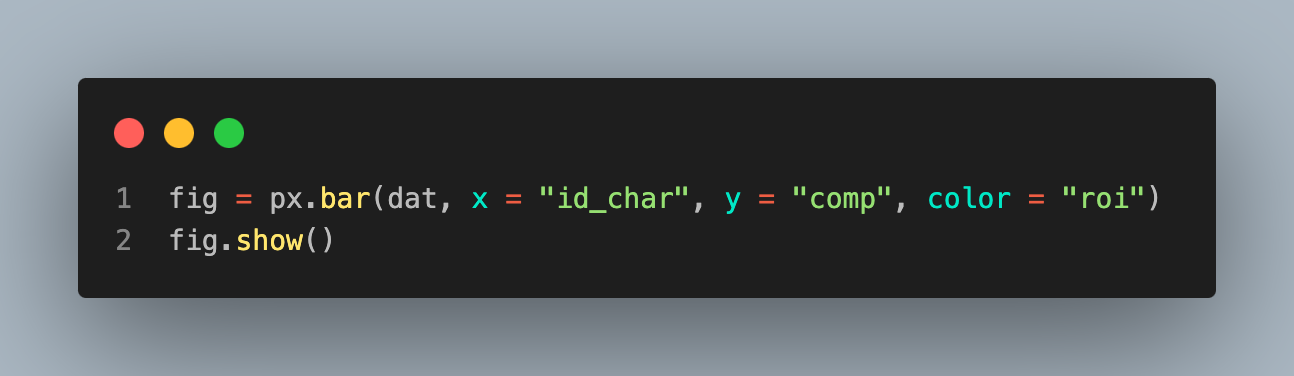 1 fig = px.bar(dat, x = "id_char", y = "comp", color = "roi")
2 fig.show()